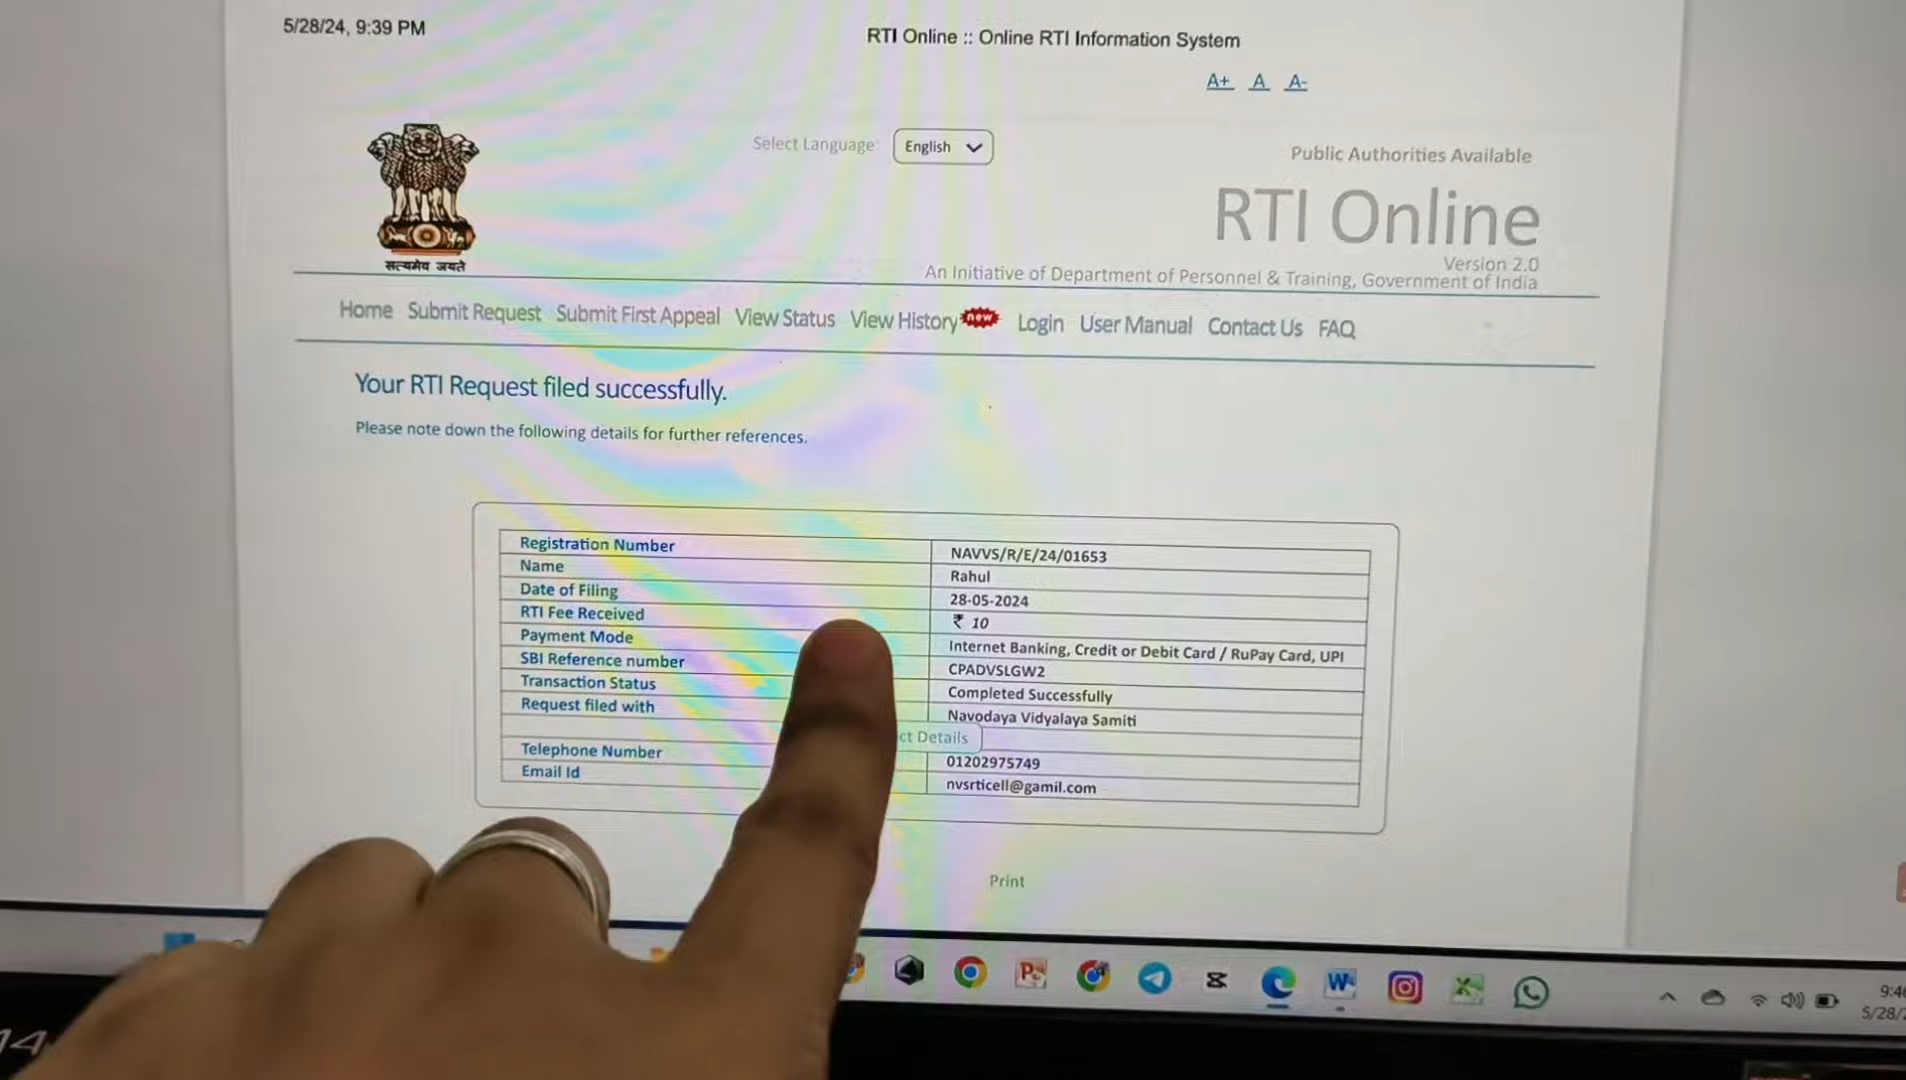 5/28/24, 9:39 PM
RTI Online :: Online RTI Information System
A+ A A-
Select Language: English
Public Authorities Available
RTI Online
Version 2.0
An Initiative of Department of Personnel & Training, Government of India
सत्यमेव जयते
Home Submit Request Submit First Appeal View Status View History new Login User Manual Contact Us FAQ
Your RTI Request filed successfully.
Please note down the following details for further references.
Registration Number NAVVS/R/E/24/01653
Name Rahul
Date of Filing 28-05-2024
RTI Fee Received ₹ 10
Payment Mode Internet Banking, Credit or Debit Card / RuPay Card, UPI
SBI Reference number CPADVSLGW2
Transaction Status Completed Successfully
Request filed with Navodaya Vidyalaya Samiti
Details
Telephone Number 01202975749
Email Id nvsrticell@gamil.com
Print